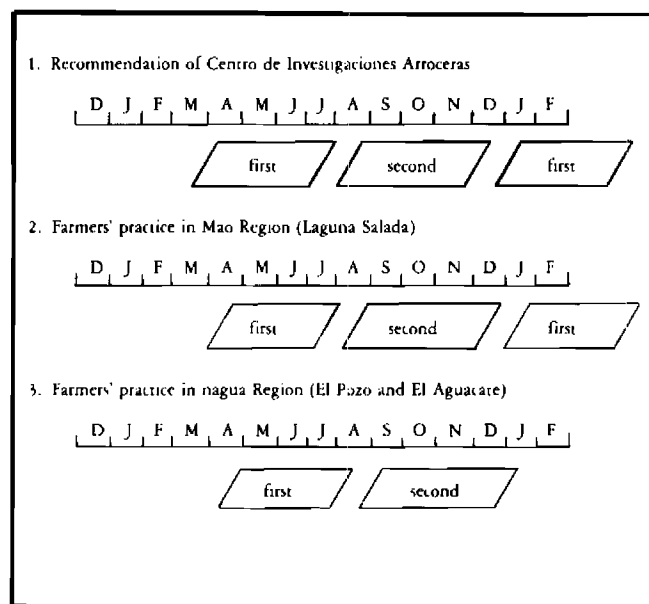 1. Recommendation of Centro de Investigaciones Arroceras
D J F M A M J J A S O N D J F
first second first
2. Farmers' practice in Mao Region (Laguna Salada)
D J F M A M J J A S O N D J F
first second first
3. Farmers' practice in nagua Region (El Pozo and El Aguacate)
D J F M A M J J A S O N D J F
first second